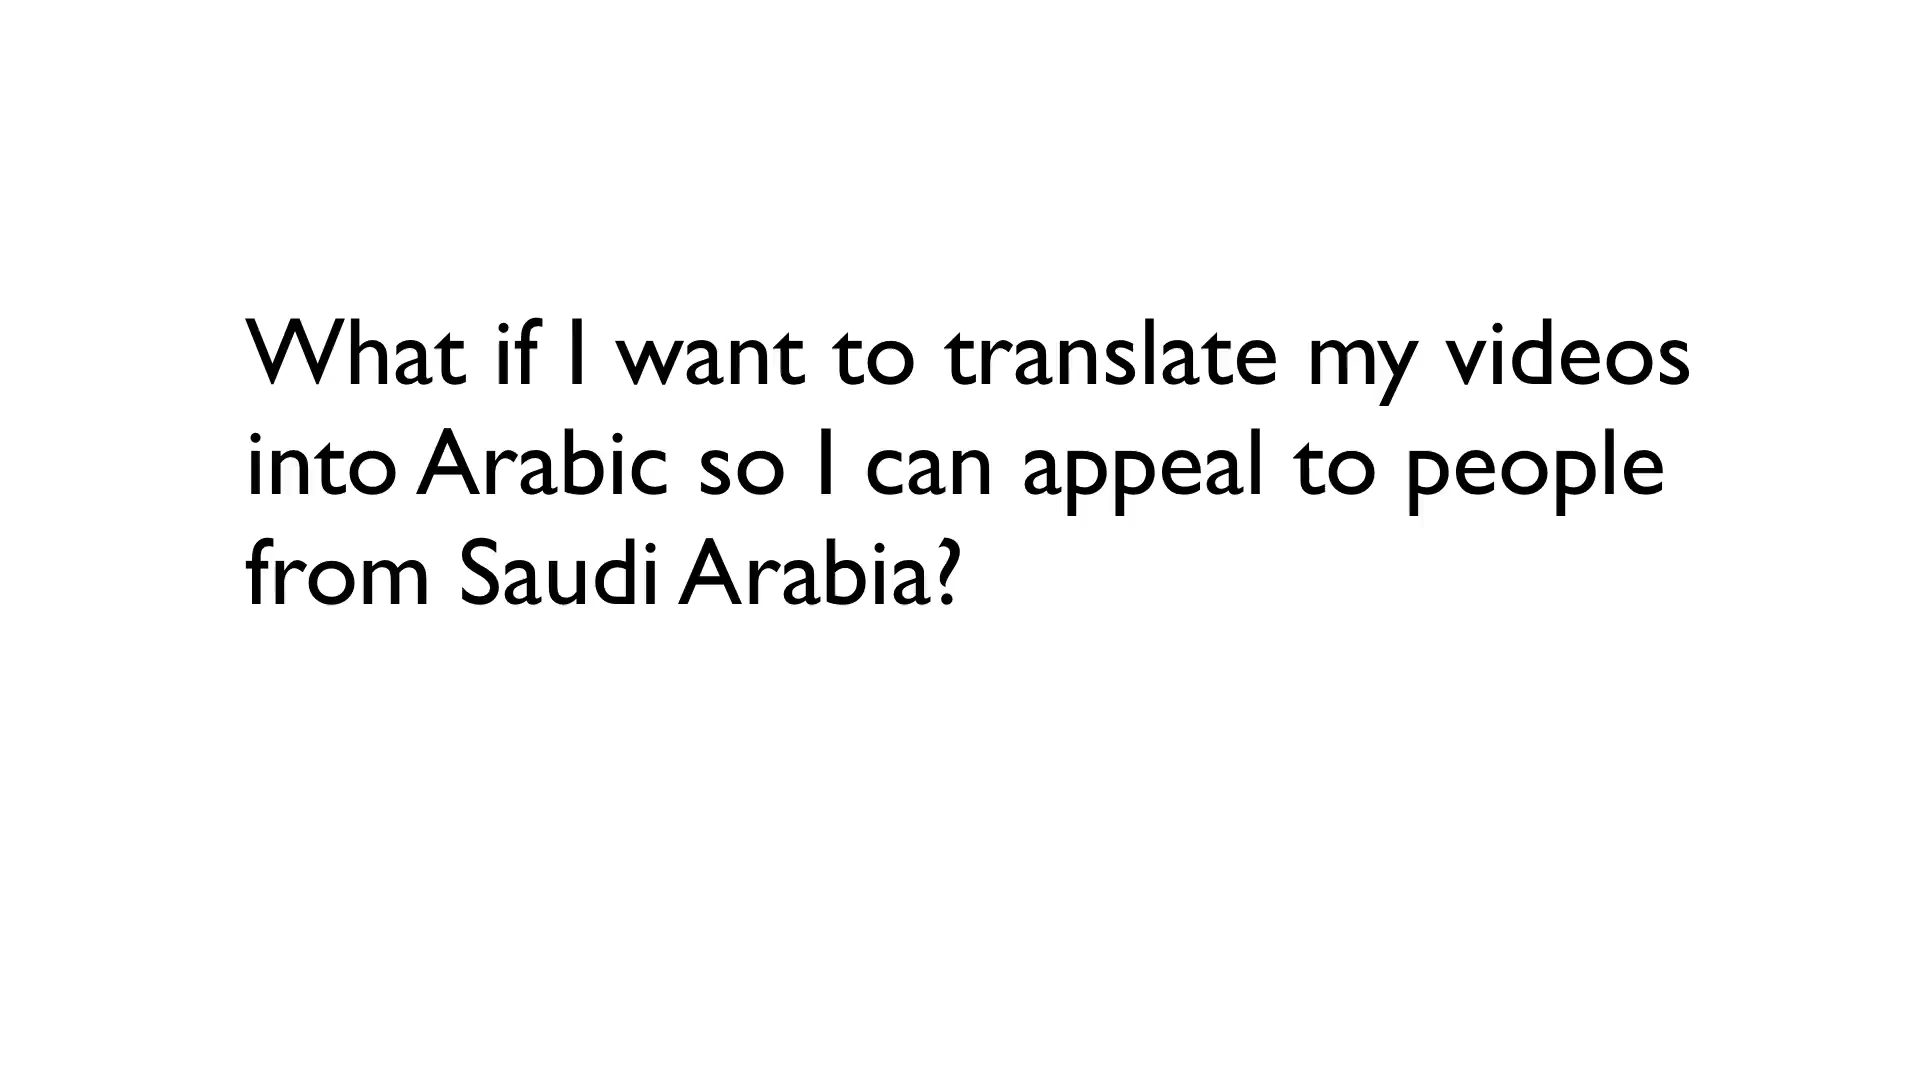 What if I want to translate my videos
into Arabic so I can appeal to people
from Saudi Arabia?